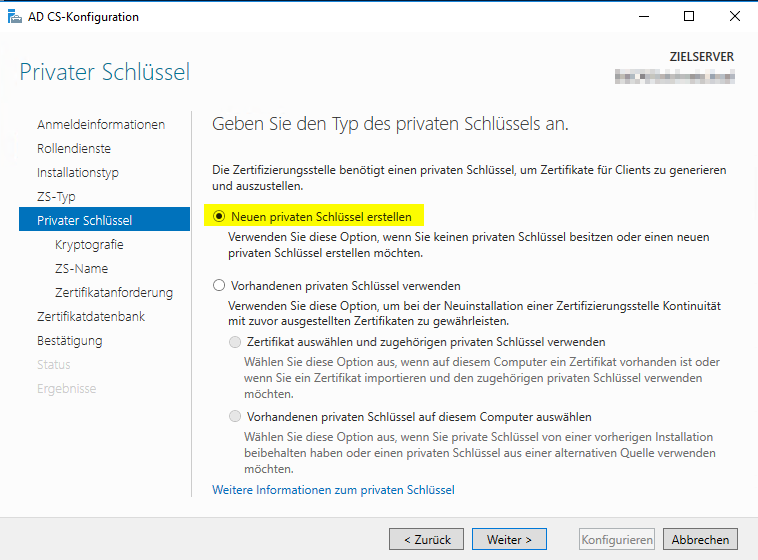 AD CS-Konfiguration
Privater Schlüssel
ZIELSERVER
Anmeldeinformationen
Rollendienste
Installationstyp
ZS-Typ
Privater Schlüssel
Kryptografie
ZS-Name
Zertifikatanforderung
Zertifikatdatenbank
Bestätigung
Status
Ergebnisse
Geben Sie den Typ des privaten Schlüssels an.
Die Zertifizierungsstelle benötigt einen privaten Schlüssel, um Zertifikate für Clients zu generieren
und auszustellen.
Neuen privaten Schlüssel erstellen
Verwenden Sie diese Option, wenn Sie keinen privaten Schlüssel besitzen oder einen neuen
privaten Schlüssel erstellen möchten.
Vorhandenen privaten Schlüssel verwenden
Verwenden Sie diese Option, um bei der Neuinstallation einer Zertifizierungsstelle Kontinuität
mit zuvor ausgestellten Zertifikaten zu gewährleisten.
Zertifikat auswählen und zugehörigen privaten Schlüssel verwenden
Wählen Sie diese Option aus, wenn auf diesem Computer ein Zertifikat vorhanden ist oder
wenn Sie ein Zertifikat importieren und den zugehörigen privaten Schlüssel verwenden
möchten.
Vorhandenen privaten Schlüssel auf diesem Computer auswählen
Wählen Sie diese Option aus, wenn Sie private Schlüssel von einer vorherigen Installation
beibehalten haben oder einen privaten Schlüssel aus einer alternativen Quelle verwenden
möchten.
Weitere Informationen zum privaten Schlüssel
< Zurück
Weiter >
Konfigurieren
Abbrechen